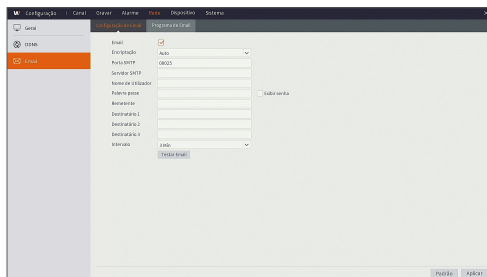 W Configuração | Canal Gravar Alarme Rede Dispositivo Sistema
Geral
DDNS
Email
Configuração de Email Programa de Email
Email
Encriptação Auto
Porta SMTP 00025
Servidor SMTP
Nome de Utilizador
Palavra passe Exibir senha
Remetente
Destinatário 1
Destinatário 2
Destinatário 3
Intervalo 3 Min
Testar Email
Padrão Aplicar